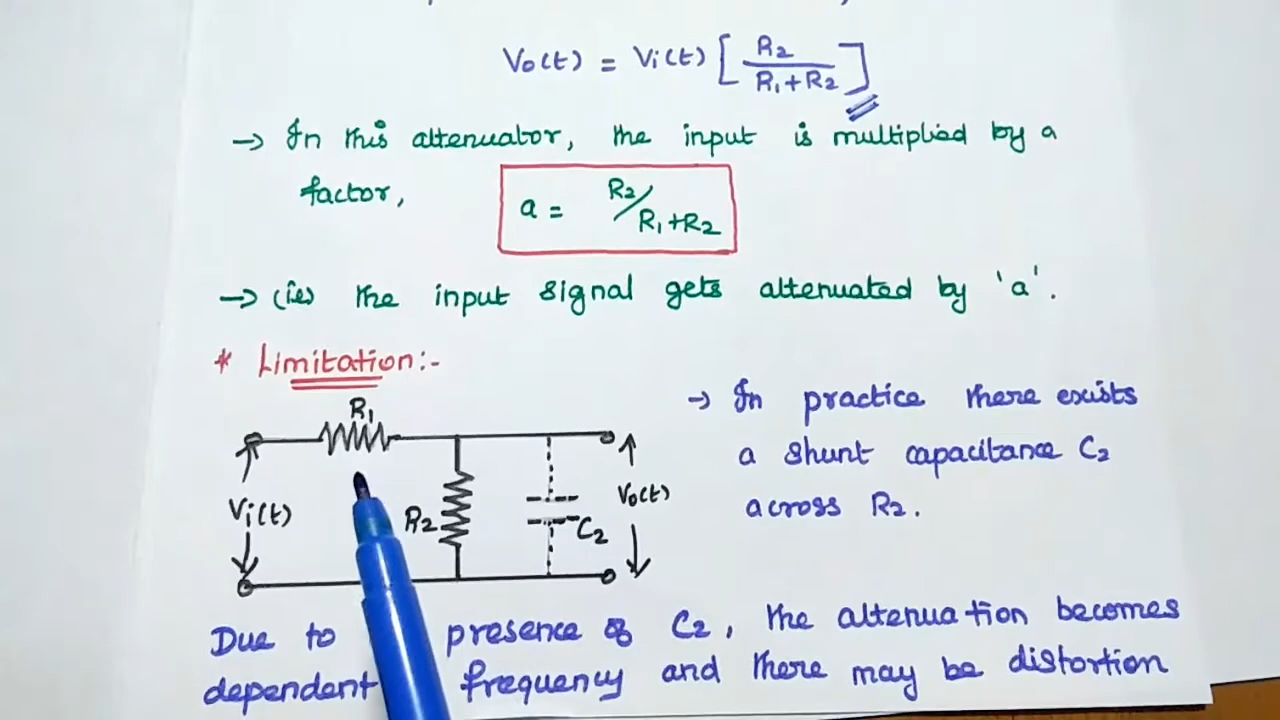 Vo(t) = Vi(t) [ R2 / R1+R2 ]
→ In this attenuator, the input is multiplied by a
factor, a = R2/R1+R2
→ (ie) the input signal gets attenuated by 'a'.
* Limitation:-
→ In practice there exists
a shunt capacitance C2
across R2.
R1
Vi(t) R2 C2 Vo(t)
Due to presence of C2, the attenuation becomes
dependent frequency and there may be distortion